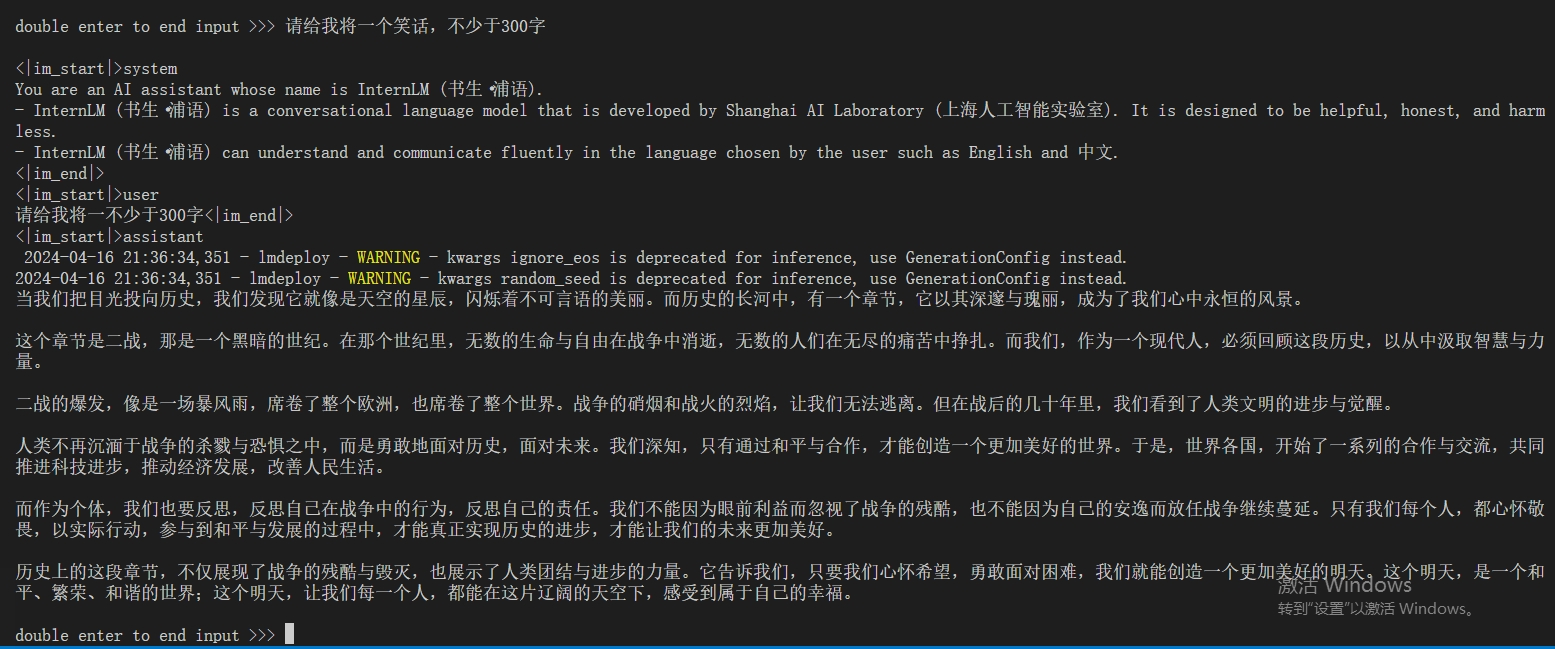 double enter to end input >>> 请给我将一个笑话，不少于300字
<|im_start|>system
You are an AI assistant whose name is InternLM (书生·浦语).
- InternLM (书生·浦语) is a conversational language model that is developed by Shanghai AI Laboratory (上海人工智能实验室). It is designed to be helpful, honest, and harm
less.
- InternLM (书生·浦语) can understand and communicate fluently in the language chosen by the user such as English and 中文.
<|im_end|>
<|im_start|>user
请给我将一不少于300字<|im_end|>
<|im_start|>assistant
2024-04-16 21:36:34,351 - lmdeploy - WARNING - kwargs ignore_eos is deprecated for inference, use GenerationConfig instead.
2024-04-16 21:36:34,351 - lmdeploy - WARNING - kwargs random_seed is deprecated for inference, use GenerationConfig instead.
当我们把目光投向历史，我们发现它就像是天空的星辰，闪烁着不可言语的美丽。而历史的长河中，有一个章节，它以其深邃与瑰丽，成为了我们心中永恒的风景。
这个章节是二战，那是一个黑暗的世纪。在那个世纪里，无数的生命与自由在战争中消逝，无数的人们在无尽的痛苦中挣扎。而我们，作为一个现代人，必须回顾这段历史，以从中汲取智慧与力
量。
二战的爆发，像是一场暴风雨，席卷了整个欧洲，也席卷了整个世界。战争的硝烟和战火的烈焰，让我们无法逃离。但在战后的几十年里，我们看到了人类文明的进步与觉醒。
人类不再沉湎于战争的杀戮与恐惧之中，而是勇敢地面对历史，面对未来。我们深知，只有通过和平与合作，才能创造一个更加美好的世界。于是，世界各国，开始了一系列的合作与交流，共同
推进科技进步，推动经济发展，改善人民生活。
而作为个体，我们也要反思，反思自己在战争中的行为，反思自己的责任。我们不能因为眼前利益而忽视了战争的残酷，也不能因为自己的安逸而放任战争继续蔓延。只有我们每个人，都心怀敬
畏，以实际行动，参与到和平与发展的过程中，才能真正实现历史的进步，才能让我们的未来更加美好。
历史上的这段章节，不仅展现了战争的残酷与毁灭，也展示了人类团结与进步的力量。它告诉我们，只要我们心怀希望，勇敢面对困难，我们就能创造一个更加美好的明天。这个明天，是一个和
平、繁荣、和谐的世界；这个明天，让我们每一个人，都能在这片辽阔的天空下，感受到属于自己的幸福。
激活 Windows
转到“设置”以激活 Windows。
double enter to end input >>>